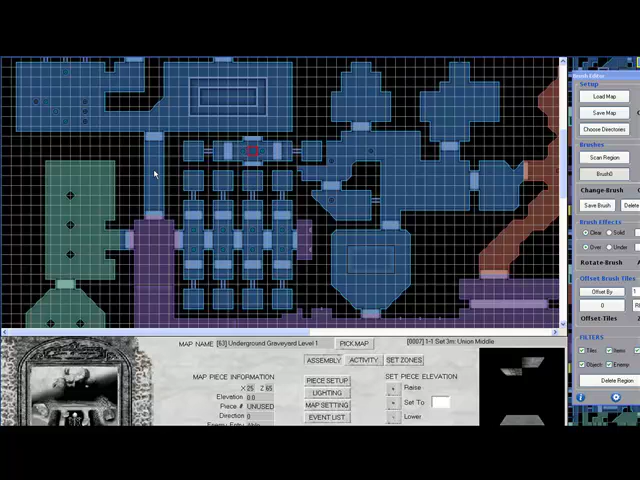 Brush Editor
Setup
Load Map
Save Map
Choose Directories
Brushes
Scan Region
Brush0
Change-Brush
Save Brush
Delete
Brush Effects
Clear
Solid
Over
Under
Rotate-Brush
Offset Brush Tiles
Offset By
1
0
Offset-Tiles
FILTERS
Tiles
Items
Object
Enemy
Delete Region
MAP NAME
[63] Underground Graveyard Level 1
PICK MAP
[0007] 1-1 Set 3m: Union Middle
ASSEMBLY
ACTIVITY
SET ZONES
MAP PIECE INFORMATION
X 25 Z 65
Elevation 0.0
Piece # UNUSED
Direction 0
PIECE SETUP
LIGHTING
MAP SETTING
EVENT LIST
SET PIECE ELEVATION
Raise
Set To
Lower